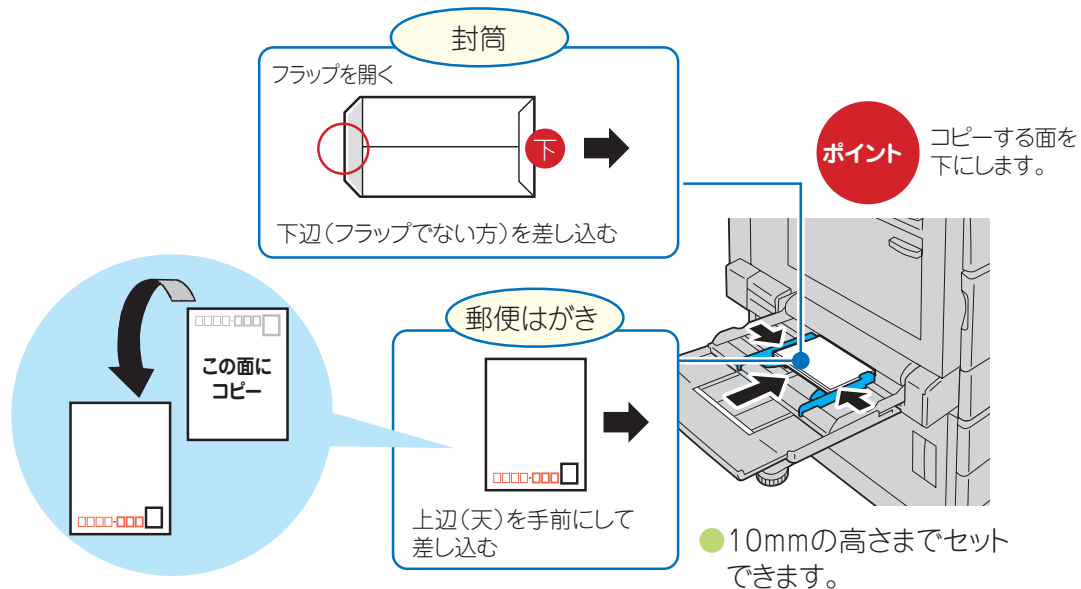 封筒
フラップを開く
下
下辺（フラップでない方）を差し込む
ポイント
コピーする面を
下にします。
この面に
コピー
郵便はがき
上辺（天）を手前にして
差し込む
●10mmの高さまでセット
できます。